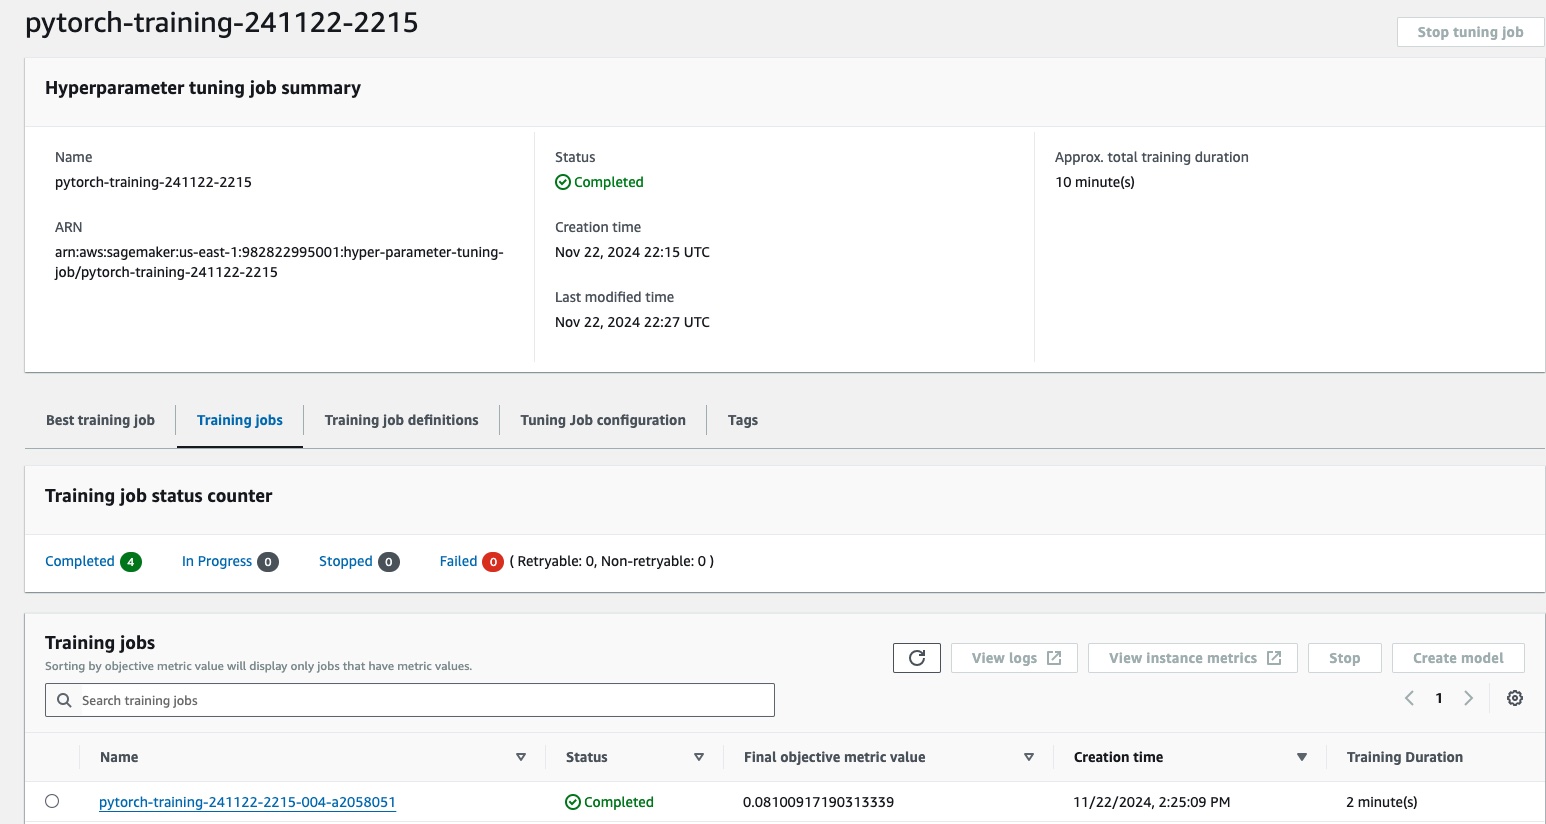 pytorch-training-241122-2215
Stop tuning job
Hyperparameter tuning job summary
Name
pytorch-training-241122-2215
ARN
arn:aws:sagemaker:us-east-1:982822995001:hyper-parameter-tuning-
job/pytorch-training-241122-2215
Status
Completed
Creation time
Nov 22, 2024 22:15 UTC
Last modified time
Nov 22, 2024 22:27 UTC
Approx. total training duration
10 minute(s)
Best training job Training jobs Training job definitions Tuning Job configuration Tags
Training job status counter
Completed 4 In Progress 0 Stopped 0 Failed 0 ( Retryable: 0, Non-retryable: 0 )
Training jobs
Sorting by objective metric value will display only jobs that have metric values.
View logs View instance metrics Stop Create model
Search training jobs
1
Name Status Final objective metric value Creation time Training Duration
pytorch-training-241122-2215-004-a2058051 Completed 0.08100917190313339 11/22/2024, 2:25:09 PM 2 minute(s)